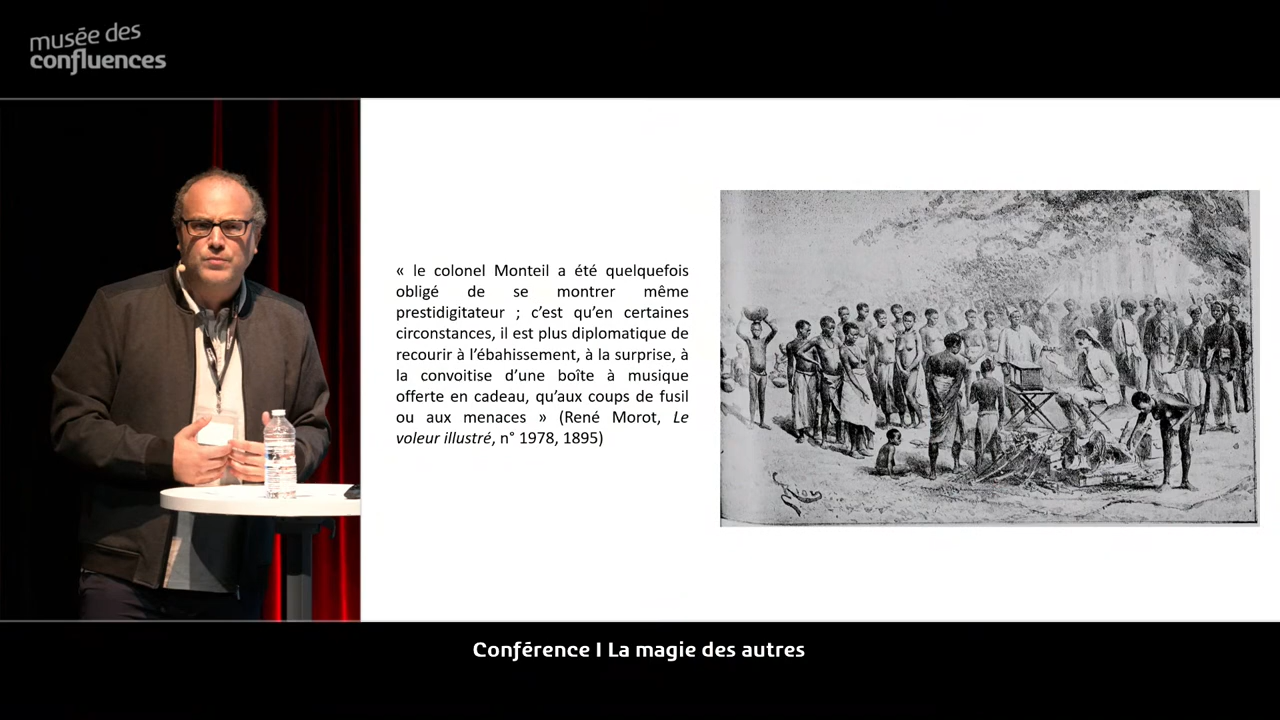 musée des
confluences
« le colonel Monteil a été quelquefois
obligé de se montrer même
prestidigitateur ; c’est qu’en certaines
circonstances, il est plus diplomatique de
recourir à l’ébahissement, à la surprise, à
la convoitise d’une boîte à musique
offerte en cadeau, qu’aux coups de fusil
ou aux menaces » (René Morot, Le
voleur illustré, n° 1978, 1895)
Conférence I La magie des autres